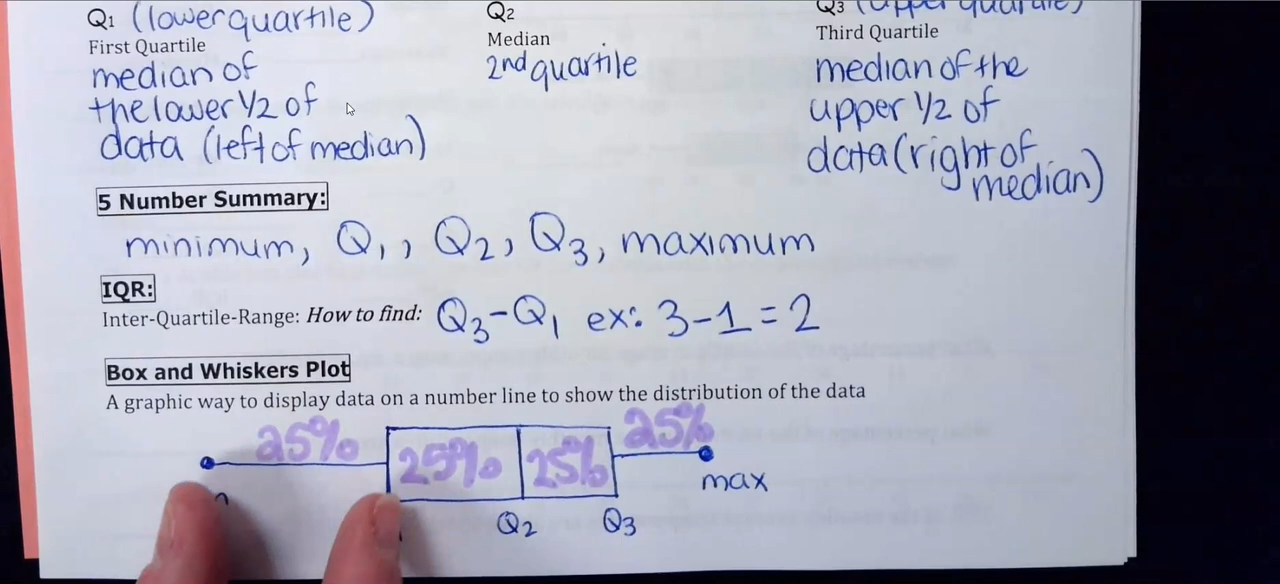 Q1 (lower quartile)
First Quartile
median of
the lower 1/2 of
data (left of median)
Q2
Median
2nd quartile
Q3 (upper quartile)
Third Quartile
median of the
upper 1/2 of
data (right of
median)
5 Number Summary:
minimum, Q1, Q2, Q3, maximum
IQR:
Inter-Quartile-Range: How to find: Q3-Q1 ex: 3-1=2
Box and Whiskers Plot
A graphic way to display data on a number line to show the distribution of the data
25% 25% 25% 25%
max
Q2 Q3